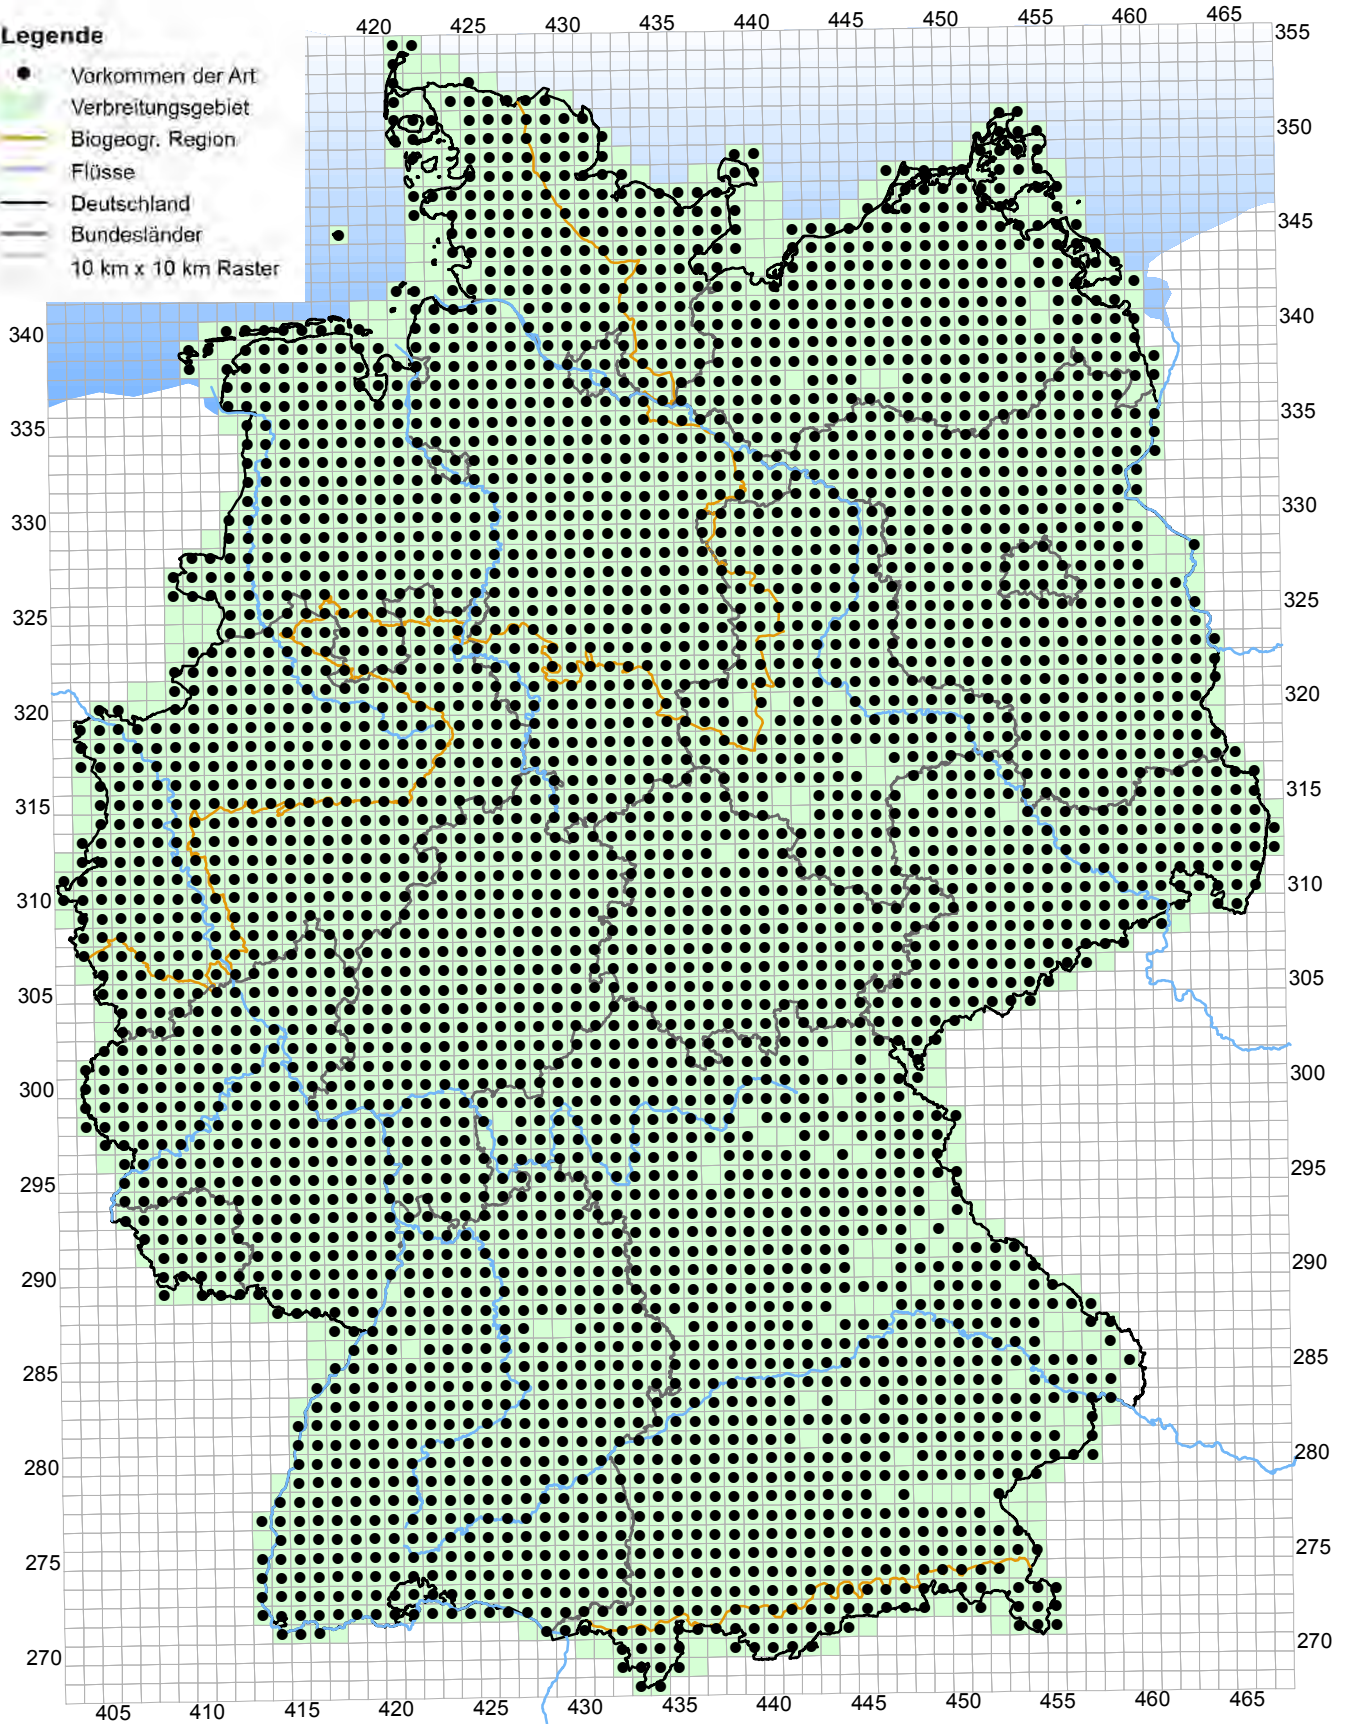 Legende
Vorkommen der Art
Verbreitungsgebiet
Biogeogr. Region
Flüsse
Deutschland
Bundesländer
10 km x 10 km Raster
420 425 430 435 440 445 450 455 460 465
355
350
345
340 340
335 335
330 330
325 325
320 320
315 315
310 310
305 305
300 300
295 295
290 290
285 285
280 280
275 275
270 270
405 410 415 420 425 430 435 440 445 450 455 460 465